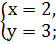 {x = 2,
{y = 3;